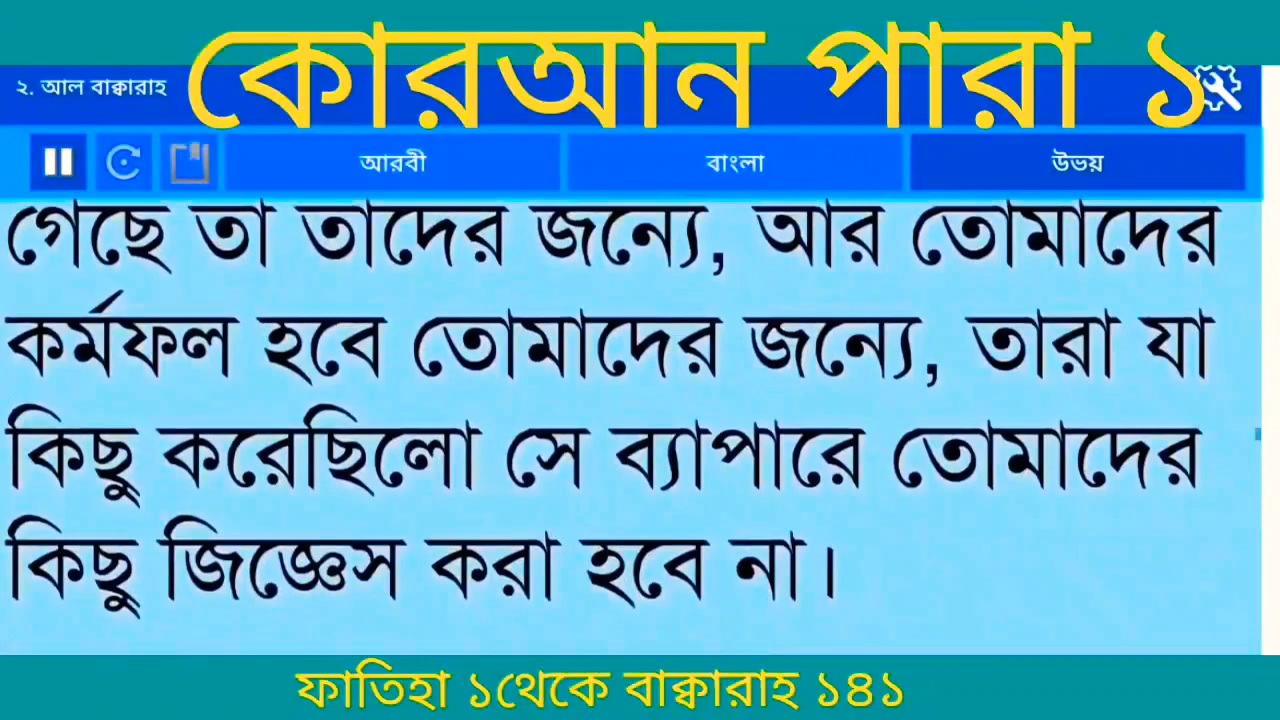 কোরআন পারা ১
২. আল বাক্বারাহ
আরবী বাংলা উভয়
গেছে তা তাদের জন্যে, আর তোমাদের
কর্মফল হবে তোমাদের জন্যে, তারা যা
কিছু করেছিলো সে ব্যাপারে তোমাদের
কিছু জিজ্ঞেস করা হবে না।
ফাতিহা ১থেকে বাক্বারাহ ১৪১